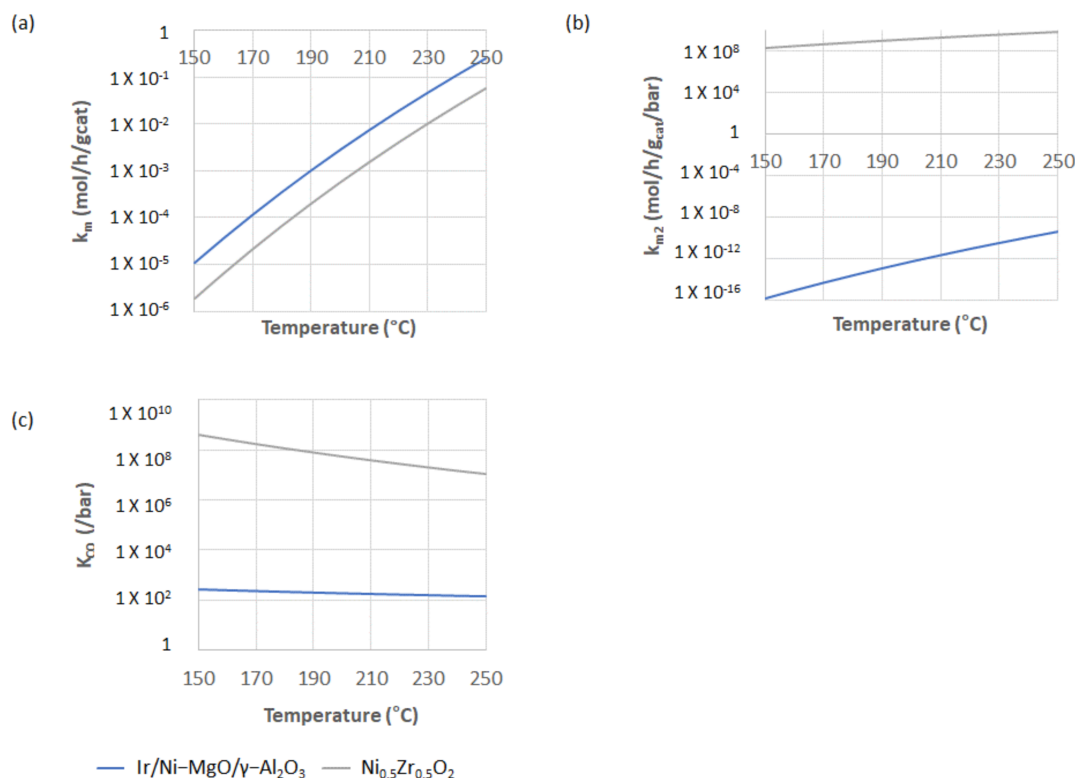 (a)
k_m (mol/h/gcat)
1
1 X 10⁻¹
1 X 10⁻²
1 X 10⁻³
1 X 10⁻⁴
1 X 10⁻⁵
1 X 10⁻⁶
150 170 190 210 230 250
Temperature (°C)
(b)
k_m2 (mol/h/g_cat/bar)
1 X 10⁸
1 X 10⁴
1
1 X 10⁻⁴
1 X 10⁻⁸
1 X 10⁻¹²
1 X 10⁻¹⁶
150 170 190 210 230 250
Temperature (°C)
(c)
K_CO (/bar)
1 X 10¹⁰
1 X 10⁸
1 X 10⁶
1 X 10⁴
1 X 10²
1
150 170 190 210 230 250
Temperature (°C)
Ir/Ni−MgO/γ−Al₂O₃ Ni₀.₅Zr₀.₅O₂